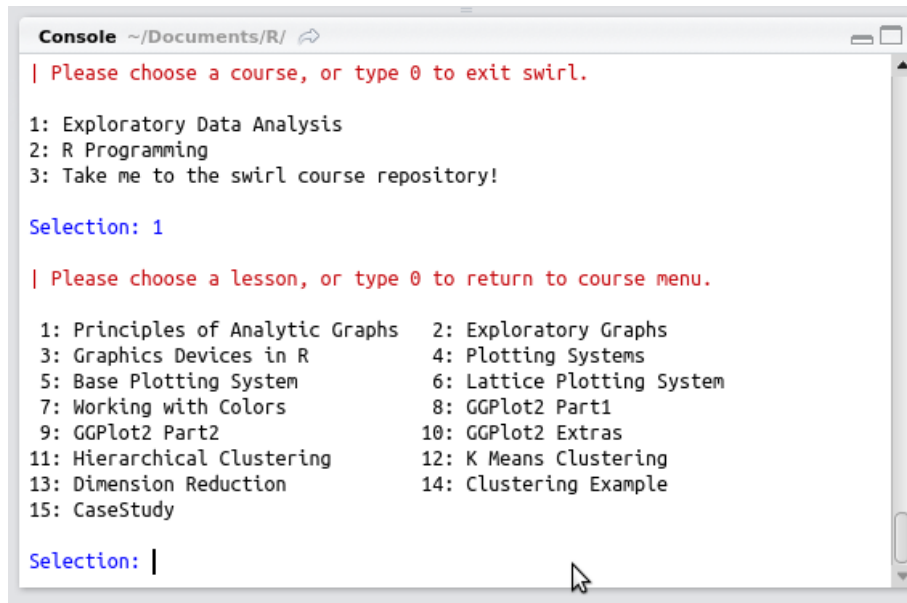 Console ~/Documents/R/
| Please choose a course, or type 0 to exit swirl.
1: Exploratory Data Analysis
2: R Programming
3: Take me to the swirl course repository!
Selection: 1
| Please choose a lesson, or type 0 to return to course menu.
1: Principles of Analytic Graphs 2: Exploratory Graphs
3: Graphics Devices in R 4: Plotting Systems
5: Base Plotting System 6: Lattice Plotting System
7: Working with Colors 8: GGPlot2 Part1
9: GGPlot2 Part2 10: GGPlot2 Extras
11: Hierarchical Clustering 12: K Means Clustering
13: Dimension Reduction 14: Clustering Example
15: CaseStudy
Selection: